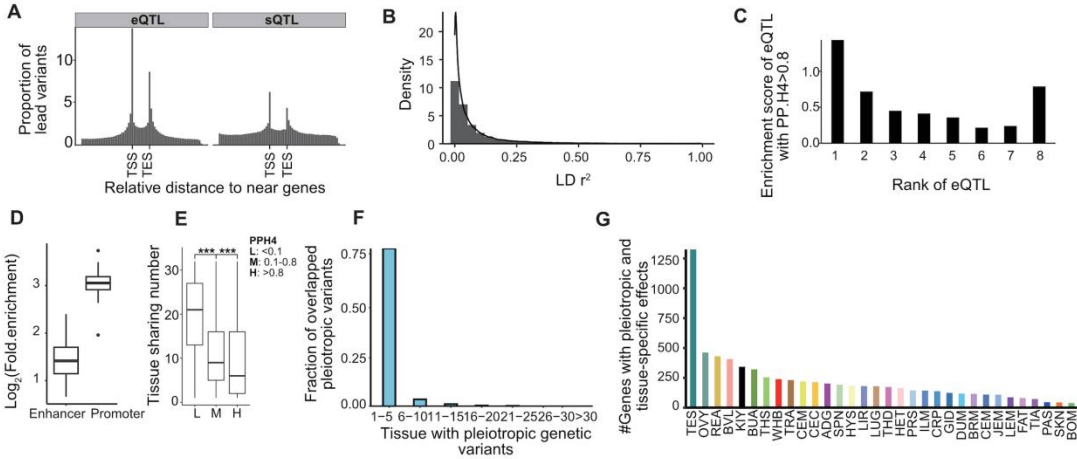 A
eQTL sQTL
Proportion of
lead variants
10
5
0
TSS
TES
TSS
TES
Relative distance to near genes
B
Density
20
15
10
5
0
0.00 0.25 0.50 0.75 1.00
LD r²
C
Enrichment score of eQTL
with PP.H4>0.8
1.0
0.5
0.0
1 2 3 4 5 6 7 8
Rank of eQTL
D
Log₂(Fold.enrichment)
3
2
1
Enhancer Promoter
E
Tissue sharing number
30
20
10
0
*** ***
PPH4
L: <0.1
M: 0.1-0.8
H: >0.8
L M H
F
Fraction of overlapped
pleiotropic variants
0.75
0.50
0.25
0.00
1−5 6−10 11−15 16−20 21−25 26−30 >30
Tissue with pleiotropic genetic
variants
G
#Genes with pleiotropic and
tissue-specific effects
1250
1000
750
500
250
0
TES
OVY
REA
BVL
KIY
BUA
THS
WHB
TRA
CEM
CEC
ADG
SPN
HYS
LIR
LUG
THD
HET
PRS
ILM
CRP
GID
DUM
BRM
CEM
JEM
LEM
FAT
TIA
PAS
SKN
BOM